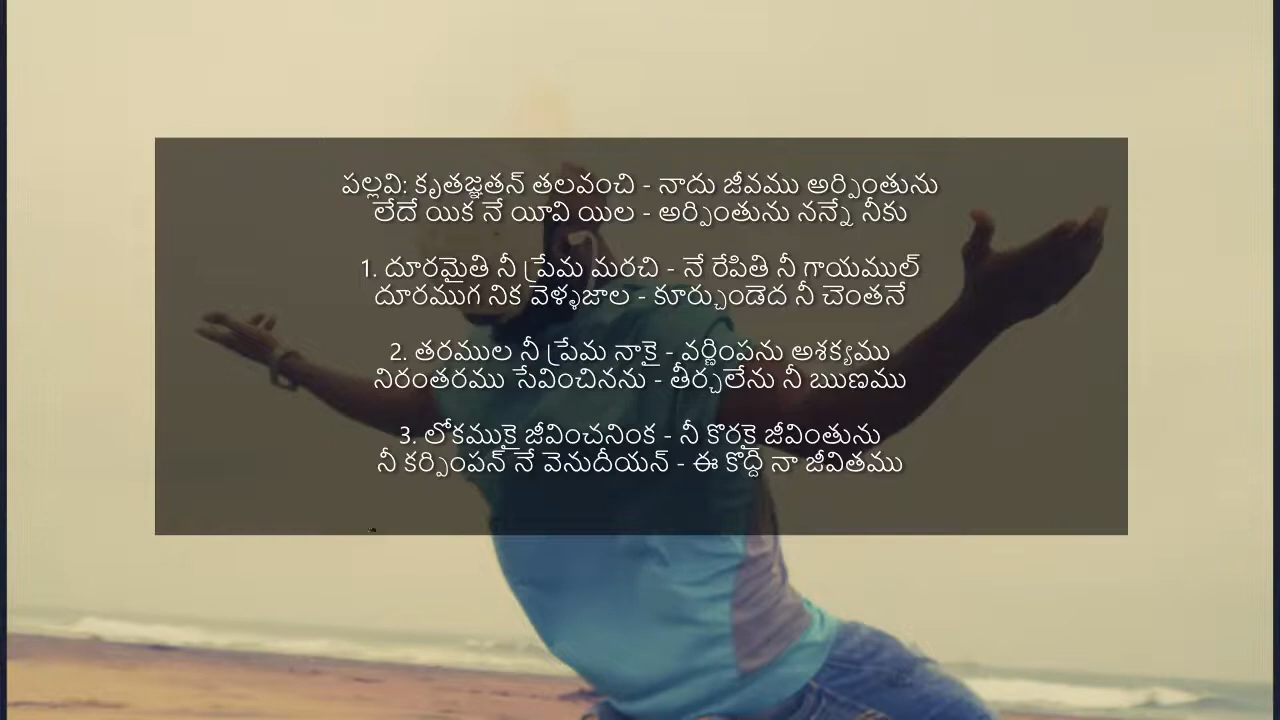 పల్లవి: కృతజ్ఞతన్ తలవంచి - నాదు జీవము అర్పింతును
లేదే యిక నే యీవి యిల - అర్పింతును నన్నే నీకు
1. దూరమైతి నీ ప్రేమ మరచి - నే రేపితి నీ గాయముల్
దూరముగ నిక వెళ్ళజాల - కూర్చుండెద నీ చెంతనే
2. తరముల నీ ప్రేమ నాకై - వర్ణింపను అశక్యము
నిరంతరము సేవించినను - తీర్చలేను నీ ఋణము
3. లోకముకై జీవించనింక - నీ కొరకై జీవింతును
నీ కర్పింపన్ నే వెనుదీయన్ - ఈ కొద్ది నా జీవితము